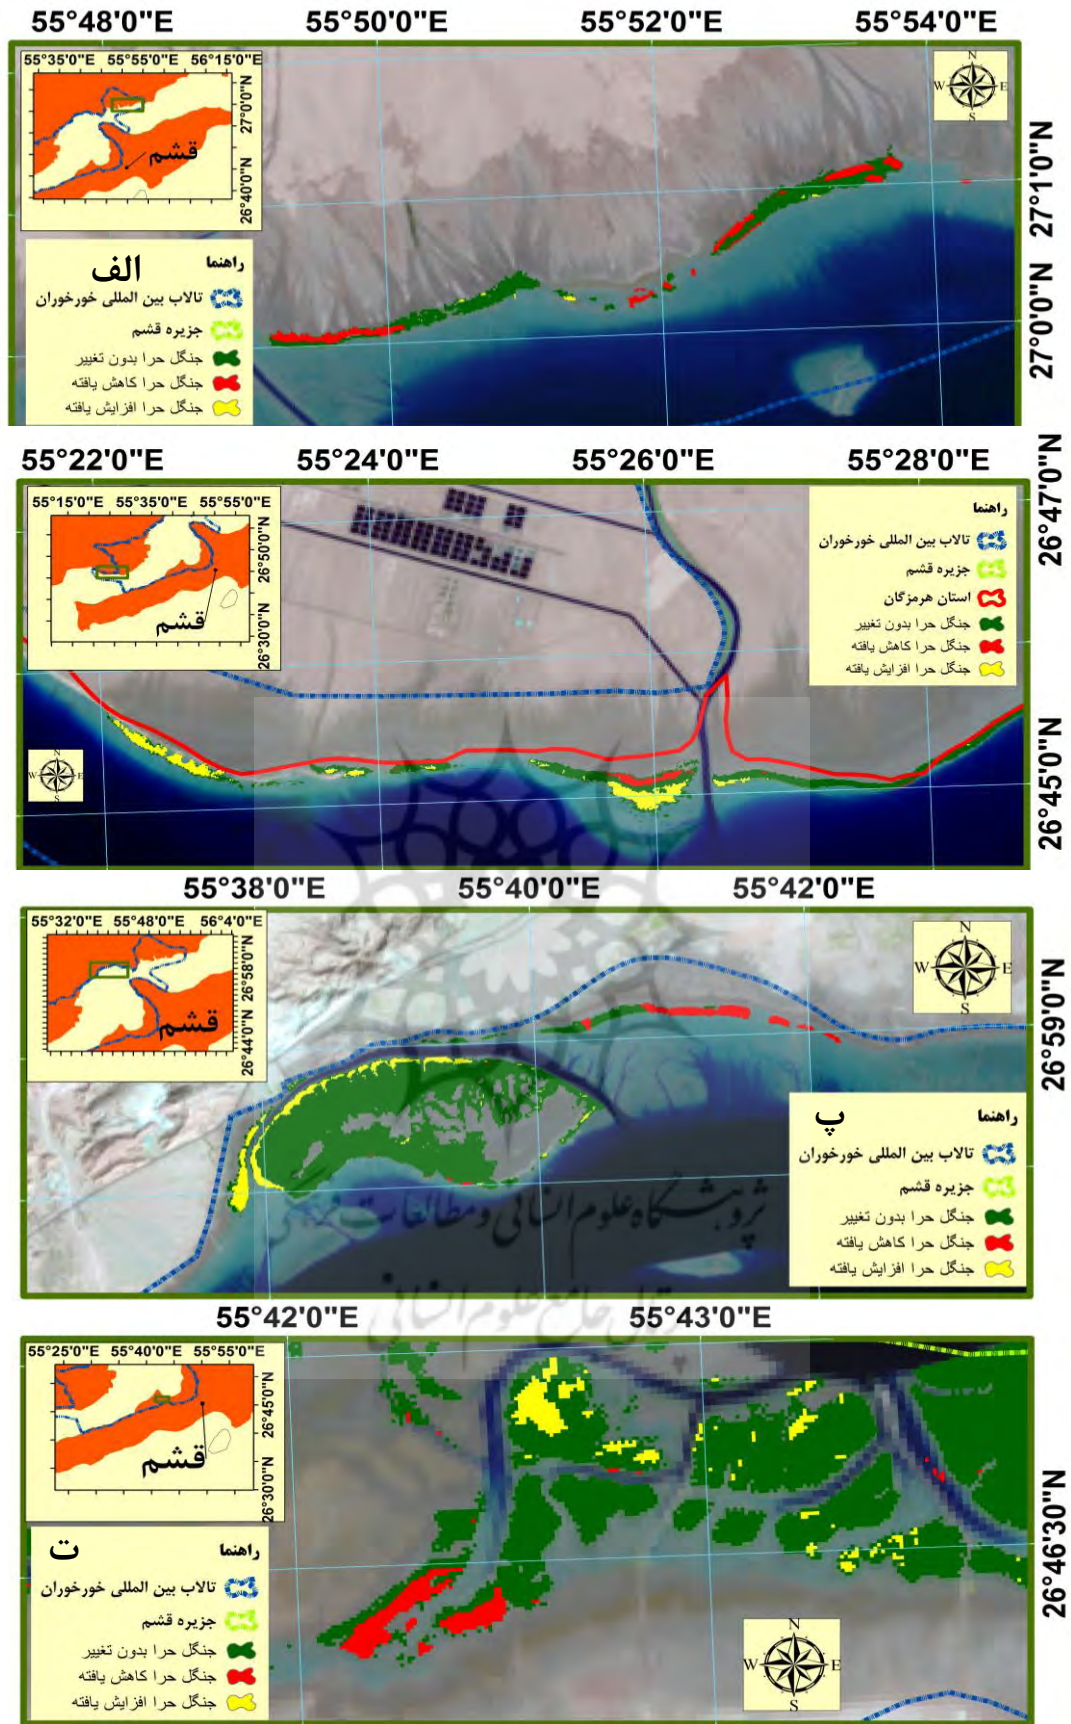 55°48'0"E 55°50'0"E 55°52'0"E 55°54'0"E
55°35'0"E 55°55'0"E 56°15'0"E
27°0'0"N
26°40'0"N
قشم
N
W E
S
27°1'0"N
27°0'0"N
الف
راهنما
تالاب بین المللی خورخوران
جزیره قشم
جنگل حرا بدون تغییر
جنگل حرا کاهش یافته
جنگل حرا افزایش یافته
55°22'0"E 55°24'0"E 55°26'0"E 55°28'0"E
55°15'0"E 55°35'0"E 55°55'0"E
26°50'0"N
26°30'0"N
قشم
26°47'0"N
26°45'0"N
راهنما
تالاب بین المللی خورخوران
جزیره قشم
استان هرمزگان
جنگل حرا بدون تغییر
جنگل حرا کاهش یافته
جنگل حرا افزایش یافته
N
W E
S
55°38'0"E 55°40'0"E 55°42'0"E
55°32'0"E 55°48'0"E 56°4'0"E
26°58'0"N
26°44'0"N
قشم
N
W E
S
26°59'0"N
پ
راهنما
تالاب بین المللی خورخوران
جزیره قشم
جنگل حرا بدون تغییر
جنگل حرا کاهش یافته
جنگل حرا افزایش یافته
پژوهشگاه علوم انسانی و مطالعات فرهنگی
پرتال جامع علوم انسانی
55°42'0"E 55°43'0"E
55°25'0"E 55°40'0"E 55°55'0"E
26°45'0"N
26°30'0"N
قشم
26°46'30"N
ت
راهنما
تالاب بین المللی خورخوران
جزیره قشم
جنگل حرا بدون تغییر
جنگل حرا کاهش یافته
جنگل حرا افزایش یافته
N
W E
S